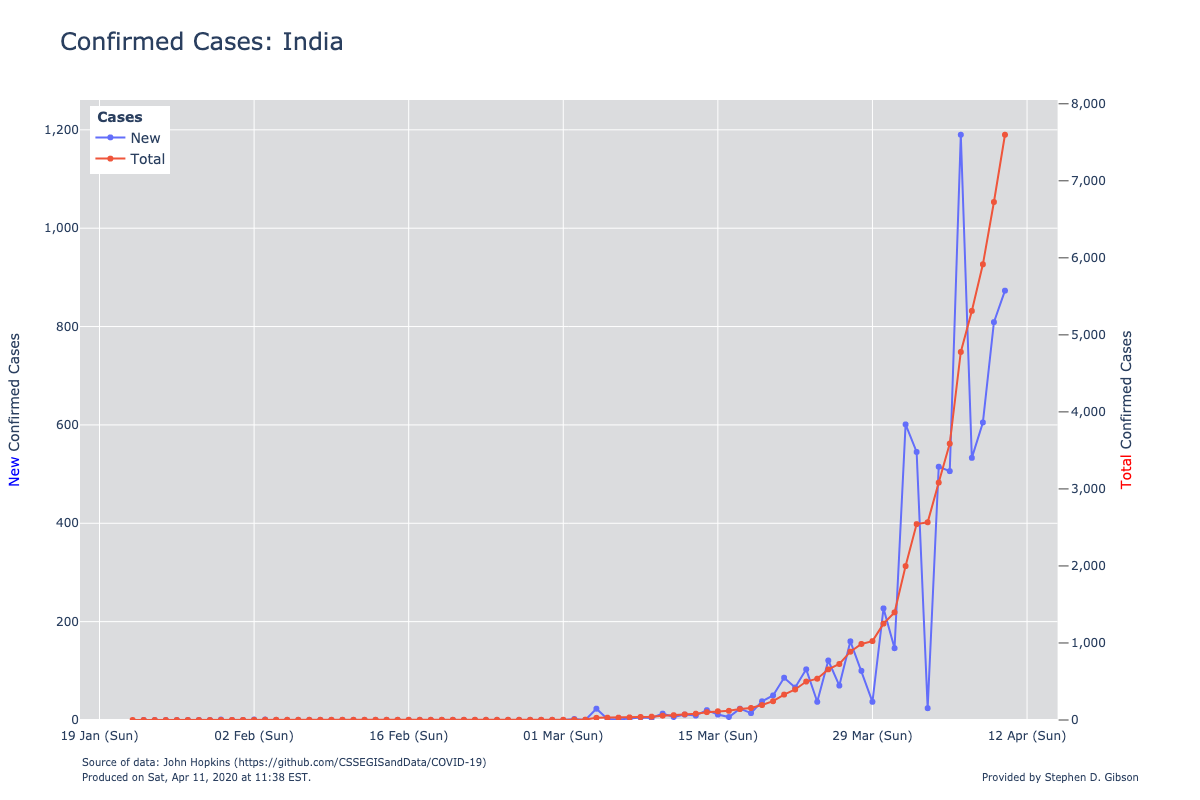 Confirmed Cases: India
Cases
New
Total
1,200
1,000
800
600
400
200
0
8,000
7,000
6,000
5,000
4,000
3,000
2,000
1,000
0
New Confirmed Cases
Total Confirmed Cases
19 Jan (Sun)
02 Feb (Sun)
16 Feb (Sun)
01 Mar (Sun)
15 Mar (Sun)
29 Mar (Sun)
12 Apr (Sun)
Source of data: John Hopkins (https://github.com/CSSEGISandData/COVID-19)
Produced on Sat, Apr 11, 2020 at 11:38 EST.
Provided by Stephen D. Gibson